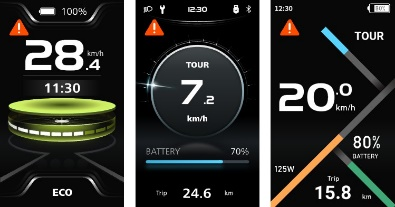 100%
28.4 km/h
11:30
ECO
12:30
TOUR
7.2
km/h
BATTERY 70%
Trip 24.6 km
12:30 80%
TOUR
20.0 km/h
80%
BATTERY
125W
Trip
15.8 km